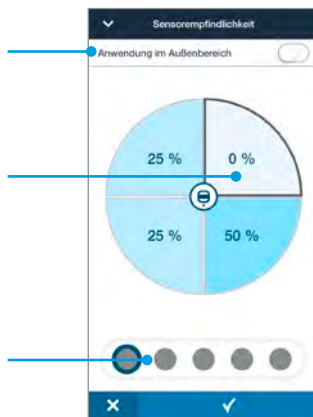 Sensorempfindlichkeit
Anwendung im Außenbereich
25 % 0 %
25 % 50 %